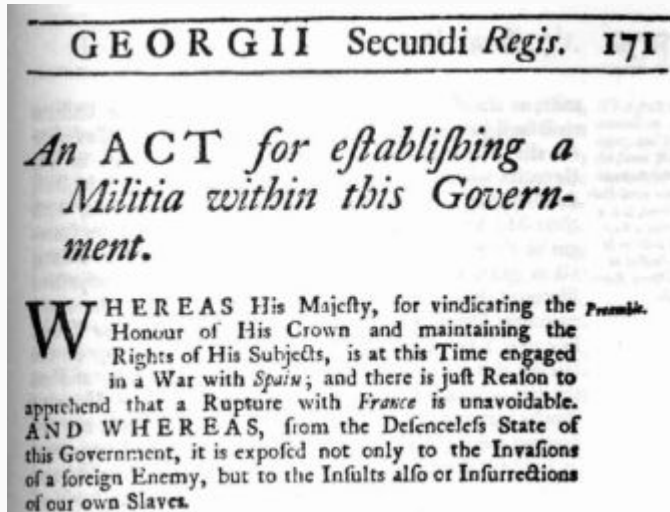 GEORGII Secundi Regis. 171
An ACT for eſtabliſhing a
Militia within this Govern-
ment.
WHEREAS His Majeſty, for vindicating the Preamble.
Honour of His Crown and maintaining the
Rights of His Subjects, is at this Time engaged
in a War with Spain; and there is juſt Reaſon to
apprehend that a Rupture with France is unavoidable.
AND WHEREAS, from the Defenceleſs State of
this Government, it is expoſed not only to the Invaſions
of a foreign Enemy, but to the Inſults alſo or Inſurrections
of our own Slaves.